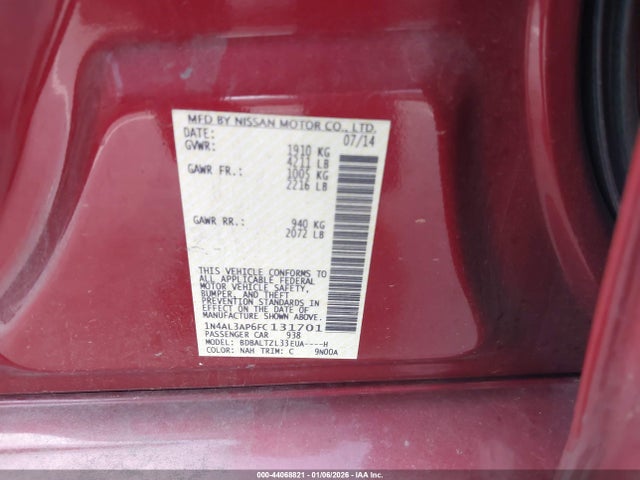 MFD BY NISSAN MOTOR CO., LTD.
DATE: 07/14
GVWR: 1910 KG
4211 LB
GAWR FR.: 1005 KG
2216 LB
GAWR RR.: 940 KG
2072 LB
THIS VEHICLE CONFORMS TO
ALL APPLICABLE FEDERAL
MOTOR VEHICLE SAFETY,
BUMPER, AND THEFT
PREVENTION STANDARDS IN
EFFECT ON THE DATE OF
MANUFACTURE SHOWN ABOVE.
1N4AL3AP6FC131701
PASSENGER CAR 938
MODEL: BDBALTZL33EUA----H
COLOR: NAH TRIM: C 9N00A
000-44068821 | 01/06/2026 - © IAA